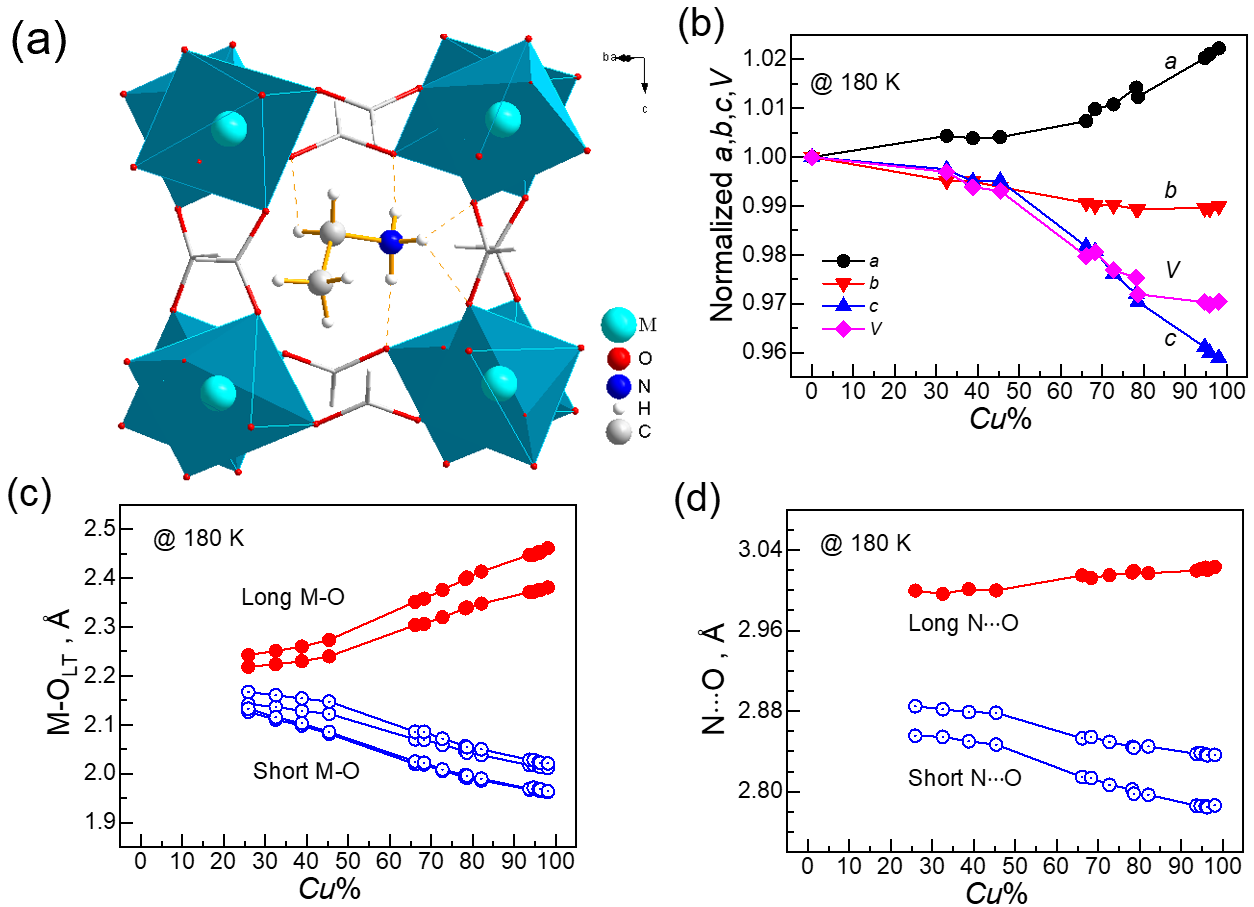 (a)
ba
c
M
O
N
H
C
(b)
Normalized a,b,c,V
1.02
1.01
1.00
0.99
0.98
0.97
0.96
@ 180 K
a
b
V
c
a
b
c
V
0 10 20 30 40 50 60 70 80 90 100
Cu%
(c)
M-O_LT , Å
2.5
2.4
2.3
2.2
2.1
2.0
1.9
@ 180 K
Long M-O
Short M-O
0 10 20 30 40 50 60 70 80 90 100
Cu%
(d)
N···O , Å
3.04
2.96
2.88
2.80
@ 180 K
Long N···O
Short N···O
0 10 20 30 40 50 60 70 80 90 100
Cu%